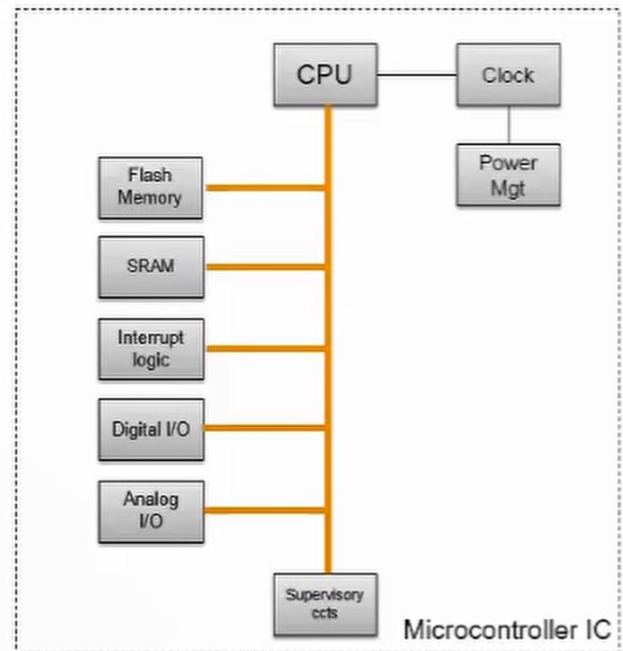 CPU
Clock
Power
Mgt
Flash
Memory
SRAM
Interrupt
logic
Digital I/O
Analog
I/O
Supervisory
ccts
Microcontroller IC